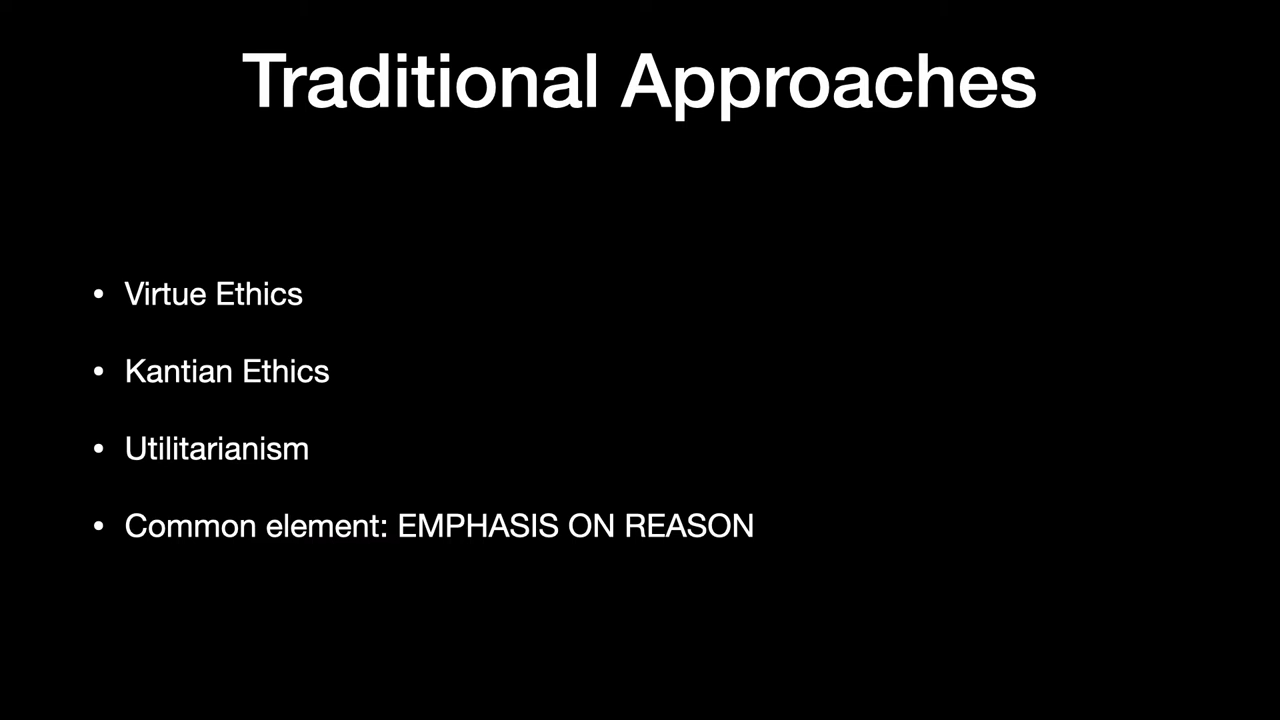 Traditional Approaches
• Virtue Ethics
• Kantian Ethics
• Utilitarianism
• Common element: EMPHASIS ON REASON